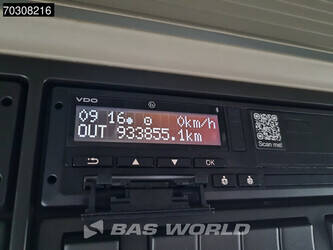 70308216
VDO
09 16 0km/h
OUT 933855.1km
Scan me!
OK
BAS WORLD